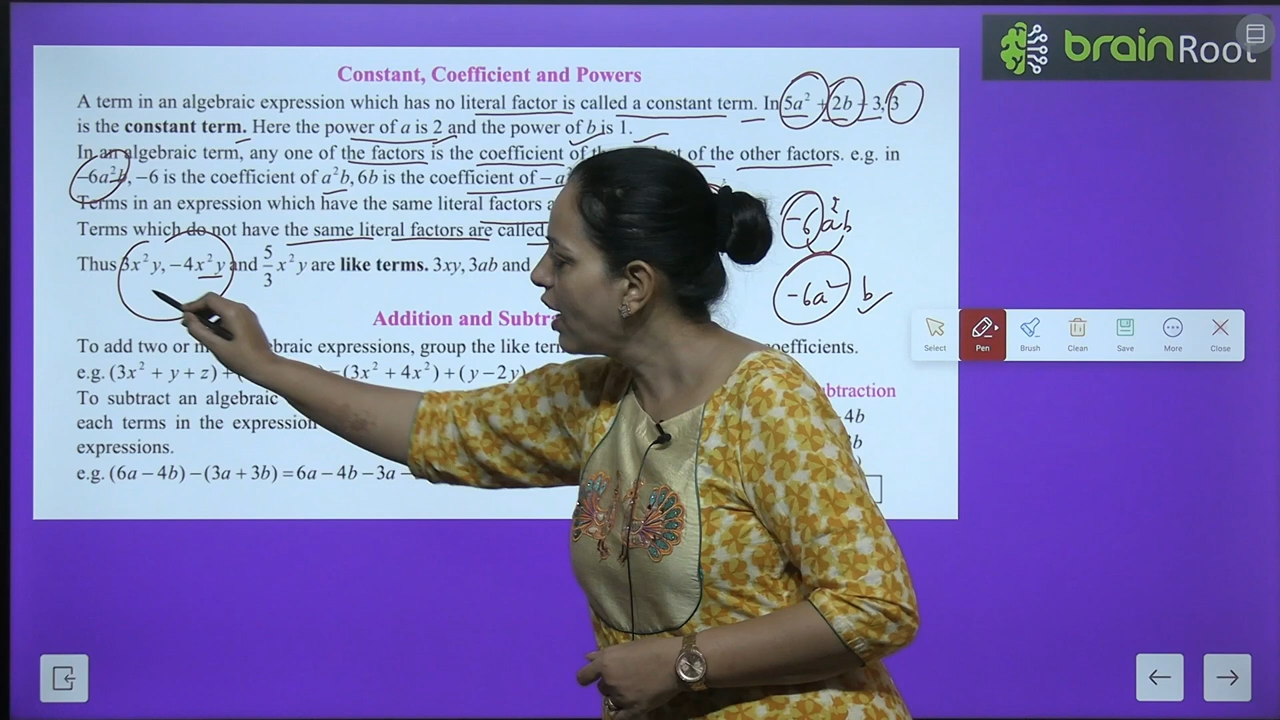 brainRoot
Constant, Coefficient and Powers
A term in an algebraic expression which has no literal factor is called a constant term. In 5a² + 2b + 3, 3
is the constant term. Here the power of a is 2 and the power of b is 1.
In an algebraic term, any one of the factors is the coefficient of the of the other factors. e.g. in
−6a²b, −6 is the coefficient of a²b, 6b is the coefficient of −a
Terms in an expression which have the same literal factors
Terms which do not have the same literal factors are called
−6a²b
−6a² b
Thus 3x²y, −4x²y and 5/3 x²y are like terms. 3xy, 3ab and
Addition and
To add two or algebraic expressions, group the like coefficients.
e.g. (3x² + y + z) + (3x² + 4x²) + (y − 2y)
To subtract an algebraic
each terms in the expression
expressions.
e.g. (6a − 4b) − (3a + 3b) = 6a − 4b − 3a
4b
Select
Pen
Brush
Clean
Save
More
Close